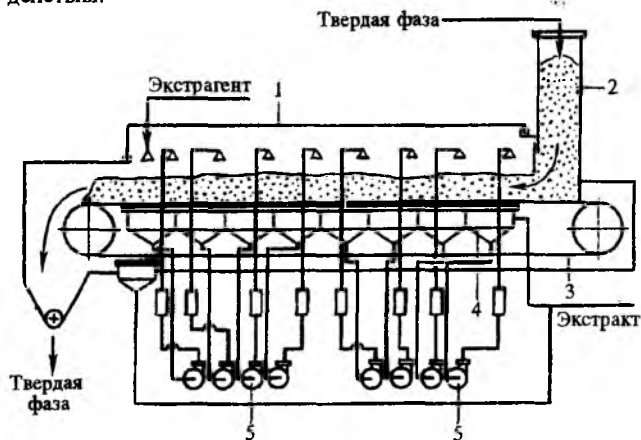 действия.
Твердая фаза
Экстрагент
1
2
3
4
Экстракт
Твердая
фаза
5
5